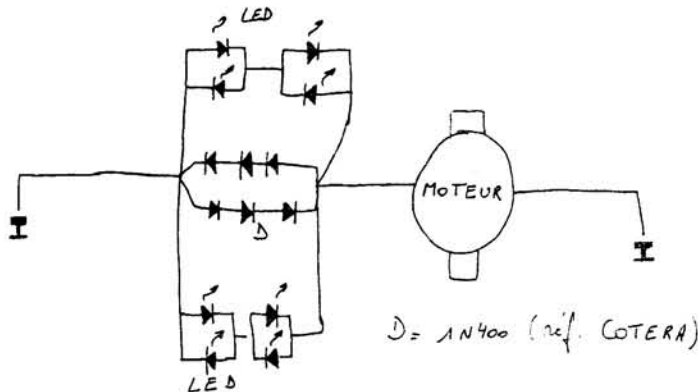 LED
MOTEUR
D
D = 1N400 (réf. COTERA)
LED